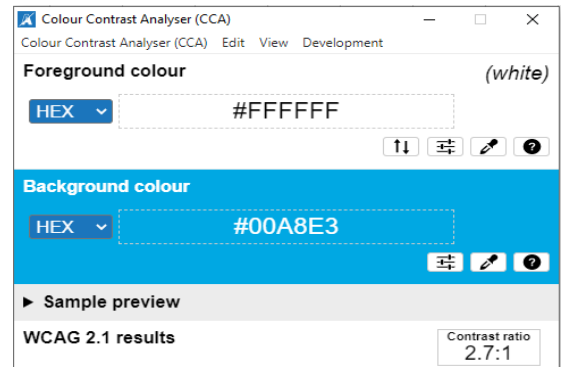 Colour Contrast Analyser (CCA)
Colour Contrast Analyser (CCA) Edit View Development
Foreground colour (white)
HEX #FFFFFF
Background colour
HEX #00A8E3
Sample preview
WCAG 2.1 results
Contrast ratio
2.7:1